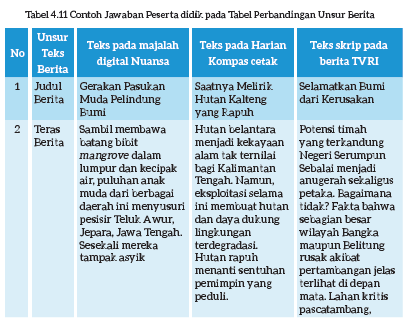 Tabel 4.11 Contoh Jawaban Peserta didik pada Tabel Perbandingan Unsur Berita
No
Unsur
Teks
Berita
Teks pada majalah
digital Nuansa
Teks pada Harian
Kompas cetak
Teks skrip pada
berita TVRI
1
Judul
Berita
Gerakan Pasukan
Muda Pelindung
Bumi
Saatnya Melirik
Hutan Kalteng
yang Rapuh
Selamatkan Bumi
dari Kerusakan
2
Teras
Berita
Sambil membawa
batang bibit
mangrove dalam
lumpur dan kecipak
air, puluhan anak
muda dari berbagai
daerah ini menyusuri
pesisir Teluk Awur,
Jepara, Jawa Tengah.
Sesekali mereka
tampak asyik
Hutan belantara
menjadi kekayaan
alam tak ternilai
bagi Kalimantan
Tengah. Namun,
eksploitasi selama
ini membuat hutan
dan daya dukung
lingkungan
terdegradasi.
Hutan rapuh
menanti sentuhan
pemimpin yang
peduli.
Potensi timah
yang terkandung
Negeri Serumpun
Sebalai menjadi
anugerah sekaligus
petaka. Bagaimana
tidak? Fakta bahwa
sebagian besar
wilayah Bangka
maupun Belitung
rusak akibat
pertambangan jelas
terlihat di depan
mata. Lahan kritis
pascatambang,